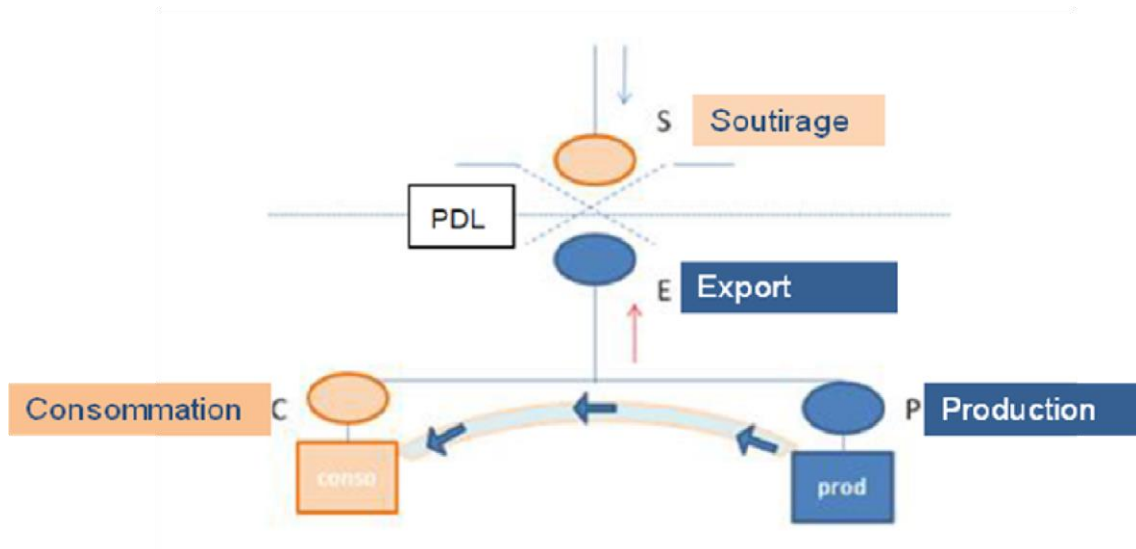 S Soutirage
PDL
E Export
Consommation C
P Production
conso
prod